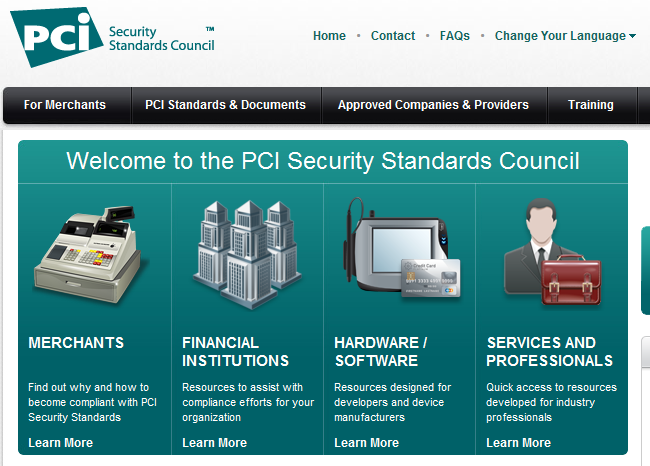 PCi Security
Standards Council ™
Home • Contact • FAQs • Change Your Language
For Merchants PCI Standards & Documents Approved Companies & Providers Training
Welcome to the PCI Security Standards Council
MERCHANTS
Find out why and how to
become compliant with PCI
Security Standards
Learn More
FINANCIAL
INSTITUTIONS
Resources to assist with
compliance efforts for your
organization
Learn More
Credit Card
HARDWARE /
SOFTWARE
Resources designed for
developers and device
manufacturers
Learn More
SERVICES AND
PROFESSIONALS
Quick access to resources
developed for industry
professionals
Learn More